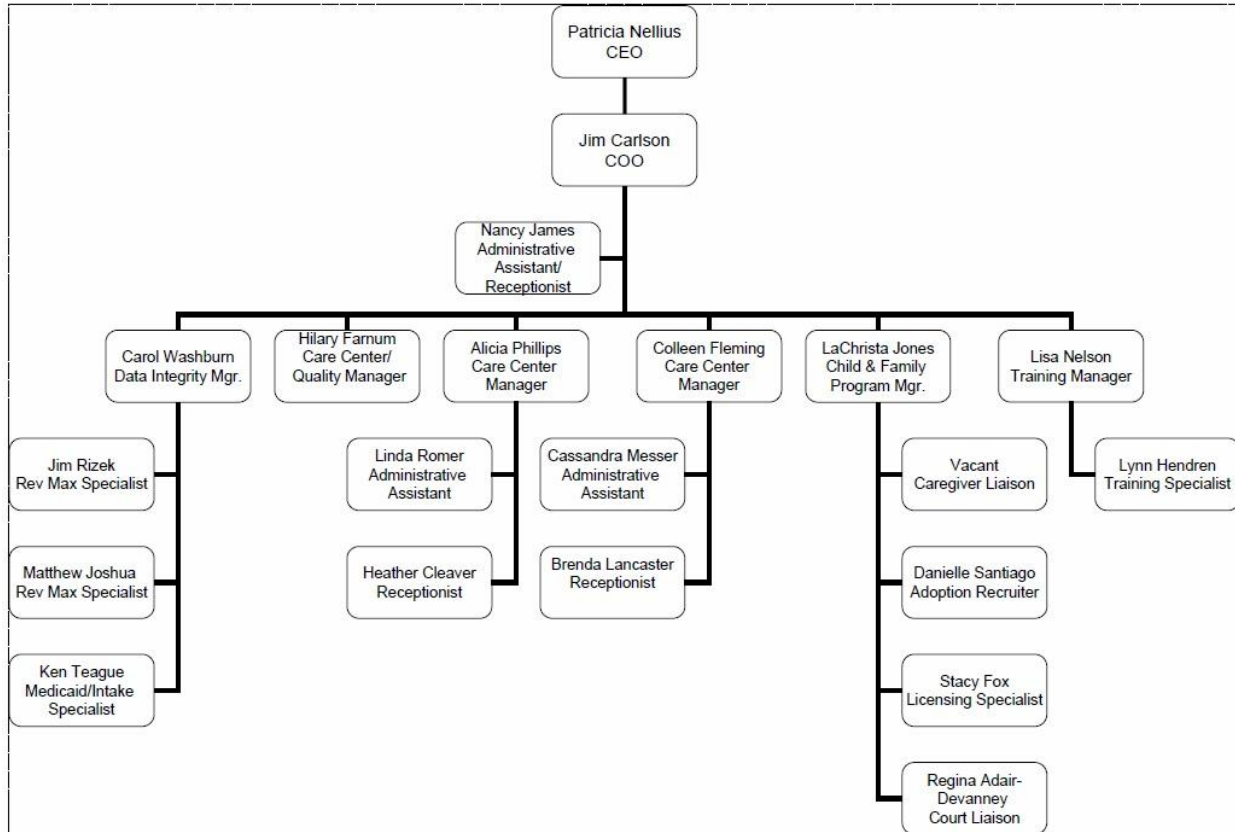 Patricia Nellius
CEO
Jim Carlson
COO
Nancy James
Administrative
Assistant/
Receptionist
Carol Washburn
Data Integrity Mgr.
Hilary Farnum
Care Center/
Quality Manager
Alicia Phillips
Care Center
Manager
Colleen Fleming
Care Center
Manager
LaChrista Jones
Child & Family
Program Mgr.
Lisa Nelson
Training Manager
Jim Rizek
Rev Max Specialist
Linda Romer
Administrative
Assistant
Cassandra Messer
Administrative
Assistant
Vacant
Caregiver Liaison
Lynn Hendren
Training Specialist
Matthew Joshua
Rev Max Specialist
Heather Cleaver
Receptionist
Brenda Lancaster
Receptionist
Danielle Santiago
Adoption Recruiter
Ken Teague
Medicaid/Intake
Specialist
Stacy Fox
Licensing Specialist
Regina Adair-
Devanney
Court Liaison